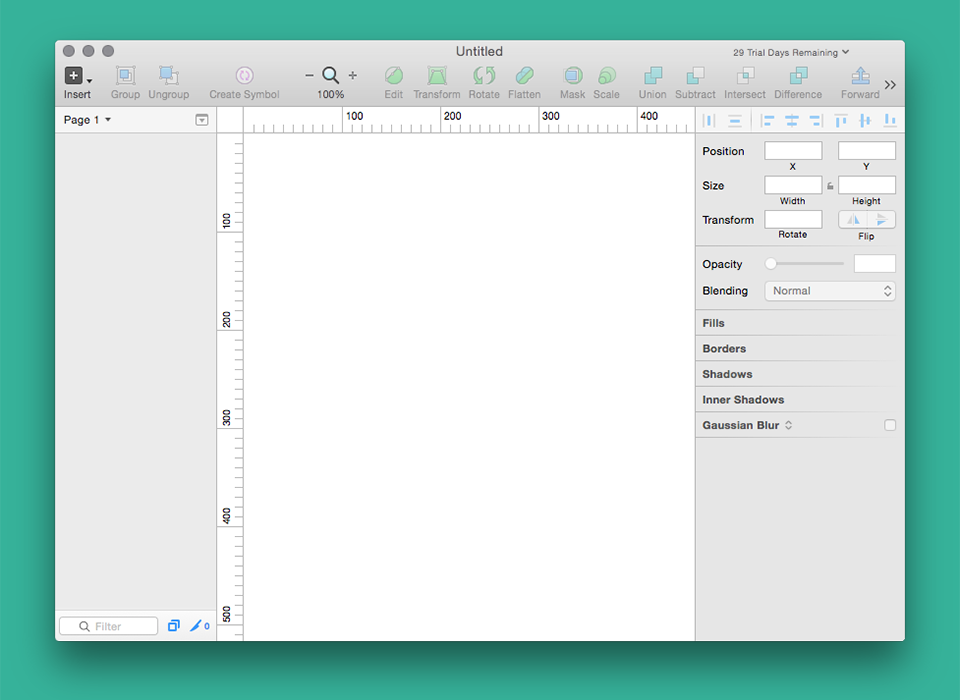 Untitled
29 Trial Days Remaining
Insert Group Ungroup Create Symbol 100% Edit Transform Rotate Flatten Mask Scale Union Subtract Intersect Difference Forward
Page 1
100 200 300 400
100
200
300
400
500
Position
X Y
Size
Width Height
Transform
Rotate Flip
Opacity
Blending Normal
Fills
Borders
Shadows
Inner Shadows
Gaussian Blur
Filter 0